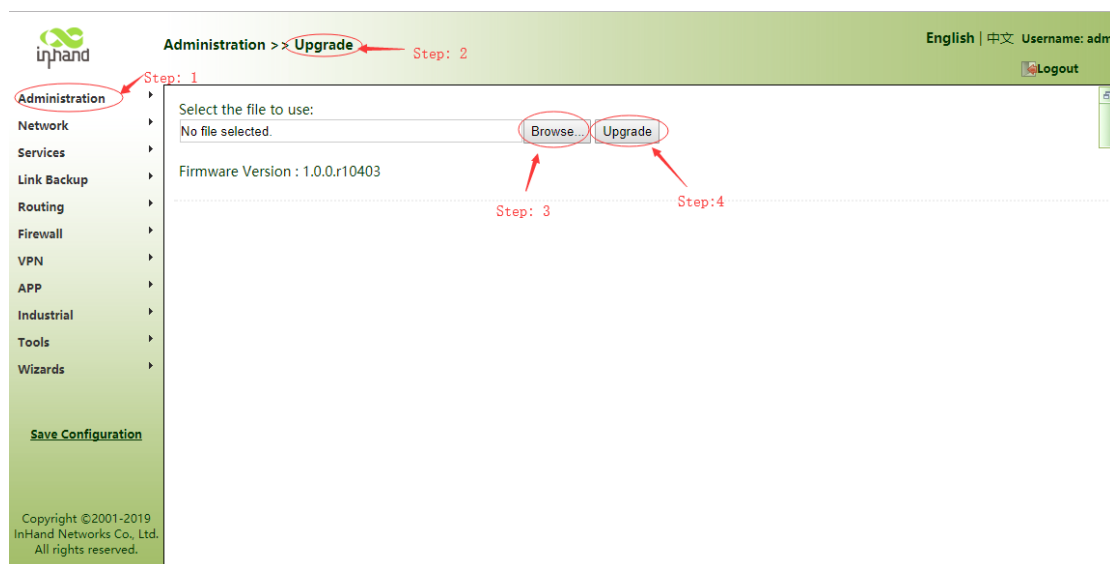 inhand
Administration >> Upgrade
Step: 2
English | 中文 Username: adm
Logout
Step: 1
Administration
Network
Services
Link Backup
Routing
Firewall
VPN
APP
Industrial
Tools
Wizards
Save Configuration
Copyright ©2001-2019
InHand Networks Co., Ltd.
All rights reserved.
Select the file to use:
No file selected. Browse... Upgrade
Firmware Version : 1.0.0.r10403
Step: 3
Step:4